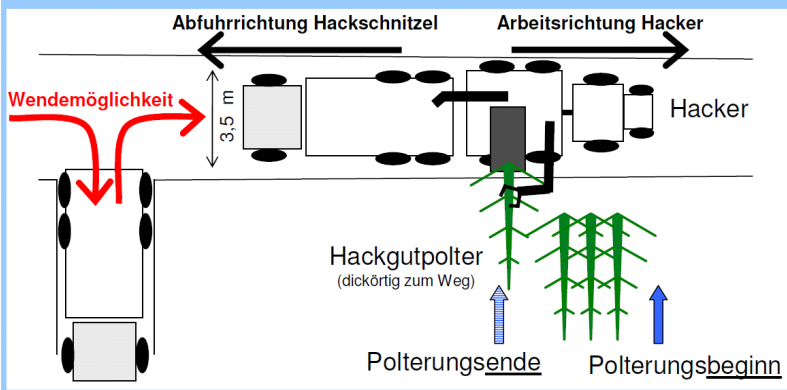 Abfuhrrichtung Hackschnitzel
Arbeitsrichtung Hacker
Wendemöglichkeit
3,5 m
Hacker
Hackgutpolter
(dickörtig zum Weg)
Polterungsende
Polterungsbeginn